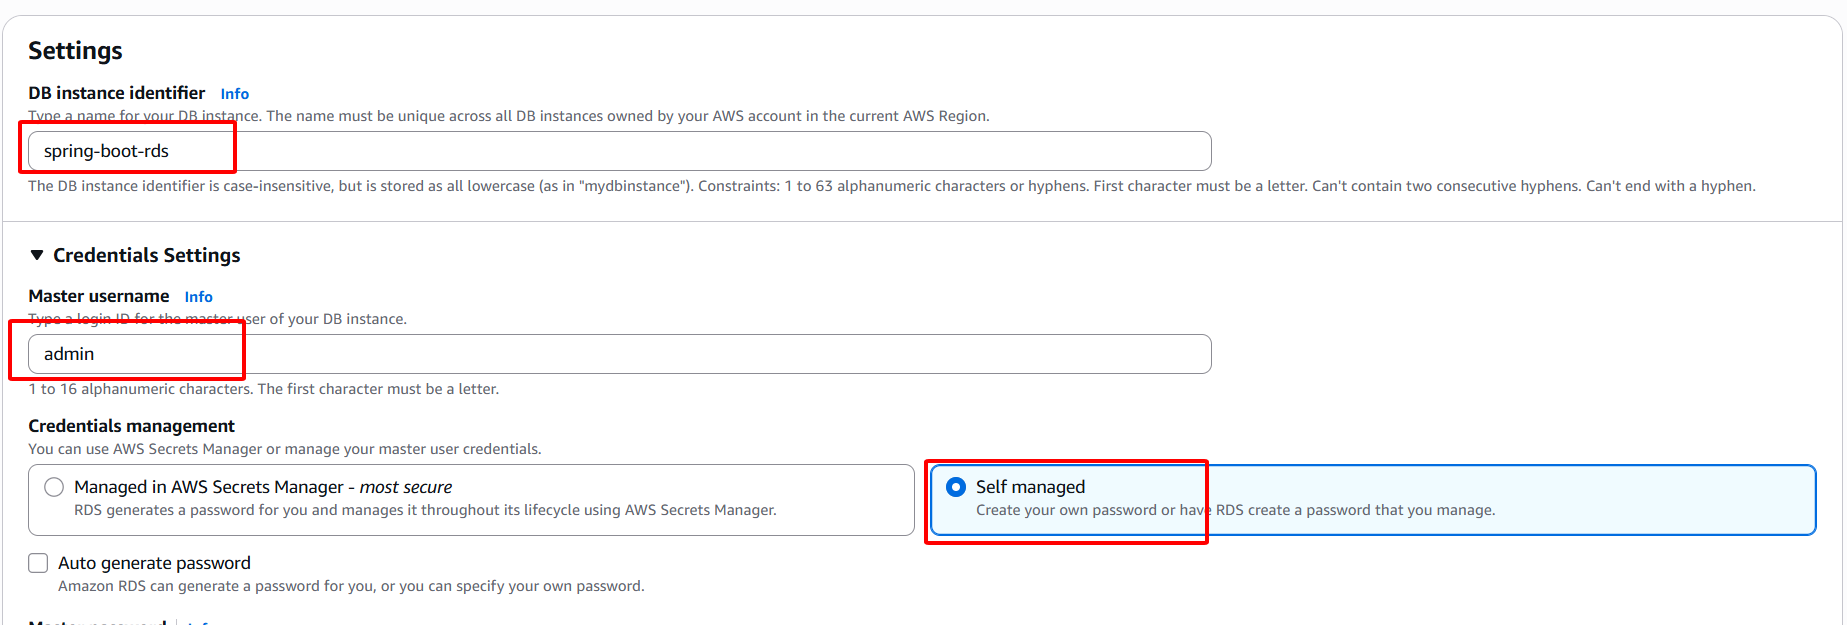 Settings
DB instance identifier Info
Type a name for your DB instance. The name must be unique across all DB instances owned by your AWS account in the current AWS Region.
spring-boot-rds
The DB instance identifier is case-insensitive, but is stored as all lowercase (as in "mydbinstance"). Constraints: 1 to 63 alphanumeric characters or hyphens. First character must be a letter. Can't contain two consecutive hyphens. Can't end with a hyphen.
Credentials Settings
Master username Info
Type a login ID for the master user of your DB instance.
admin
1 to 16 alphanumeric characters. The first character must be a letter.
Credentials management
You can use AWS Secrets Manager or manage your master user credentials.
Managed in AWS Secrets Manager - most secure
RDS generates a password for you and manages it throughout its lifecycle using AWS Secrets Manager.
Self managed
Create your own password or have RDS create a password that you manage.
Auto generate password
Amazon RDS can generate a password for you, or you can specify your own password.
Master password Info